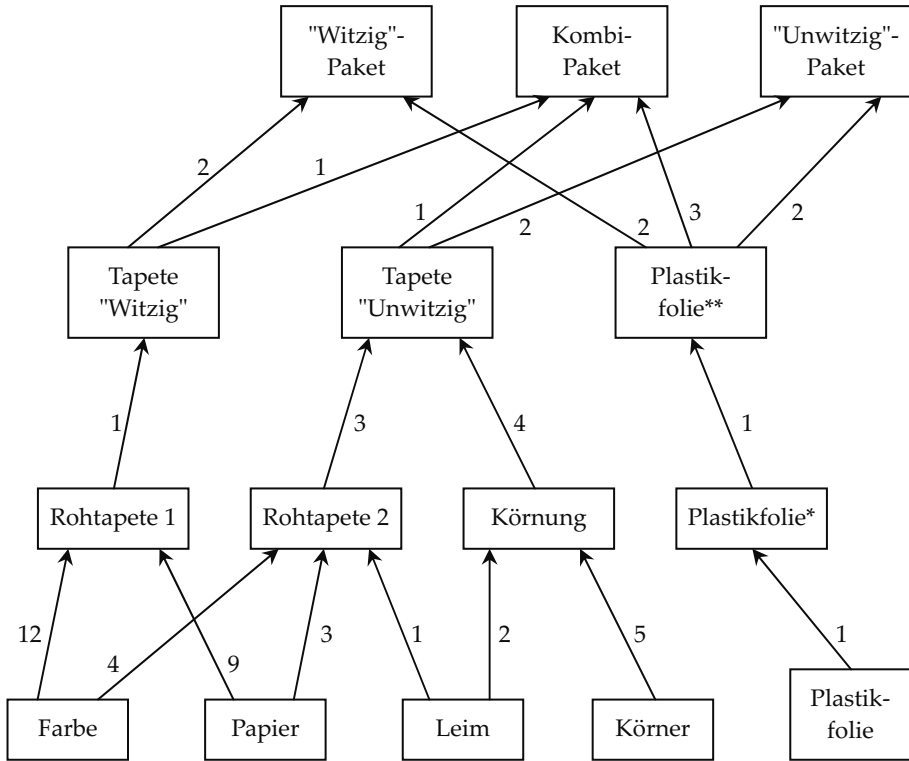 "Witzig"-
Paket
Kombi-
Paket
"Unwitzig"-
Paket
2
1
1
2
2
3
2
Tapete
"Witzig"
Tapete
"Unwitzig"
Plastik-
folie**
1
3
4
1
Rohtapete 1
Rohtapete 2
Körnung
Plastikfolie*
12
4
9
3
1
2
5
1
Farbe
Papier
Leim
Körner
Plastik-
folie